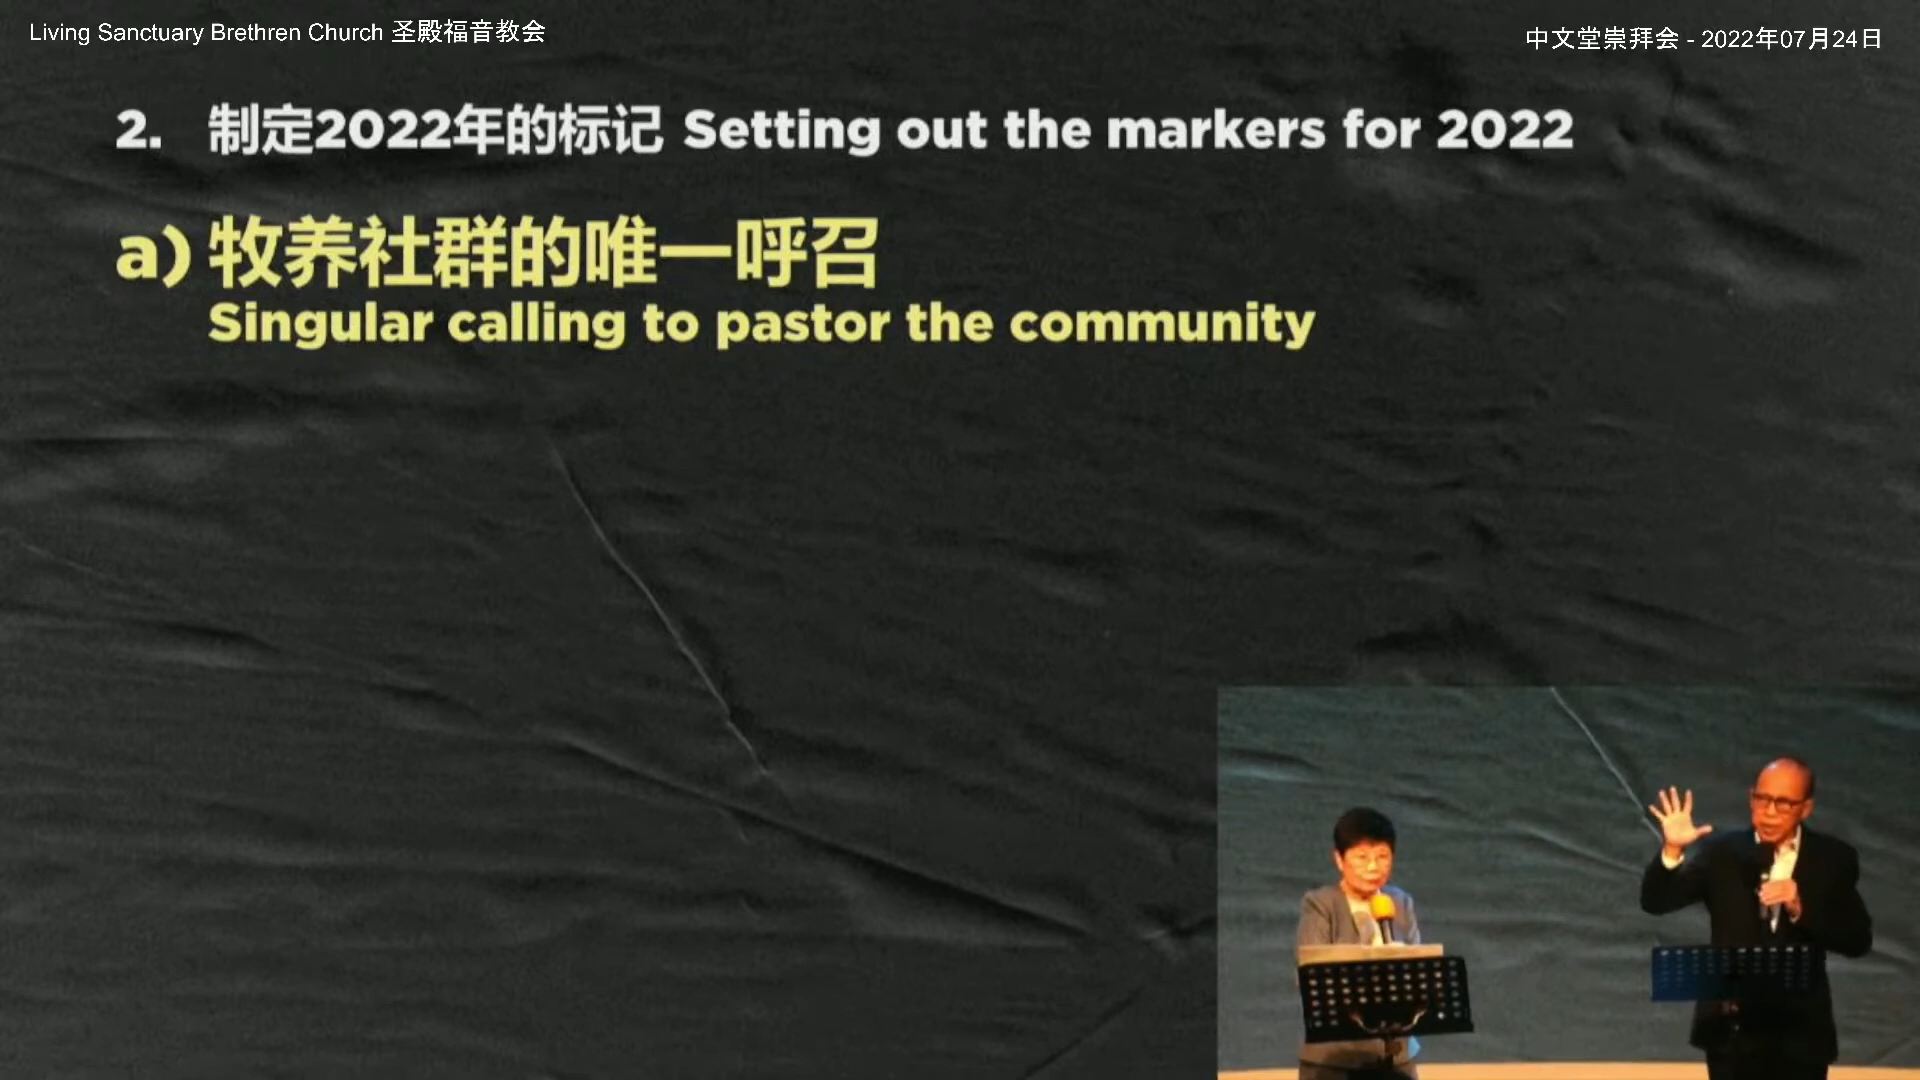 Living Sanctuary Brethren Church 圣殿福音教会
中文堂崇拜会 - 2022年07月24日
2. 制定2022年的标记 Setting out the markers for 2022
a) 牧养社群的唯一呼召
Singular calling to pastor the community